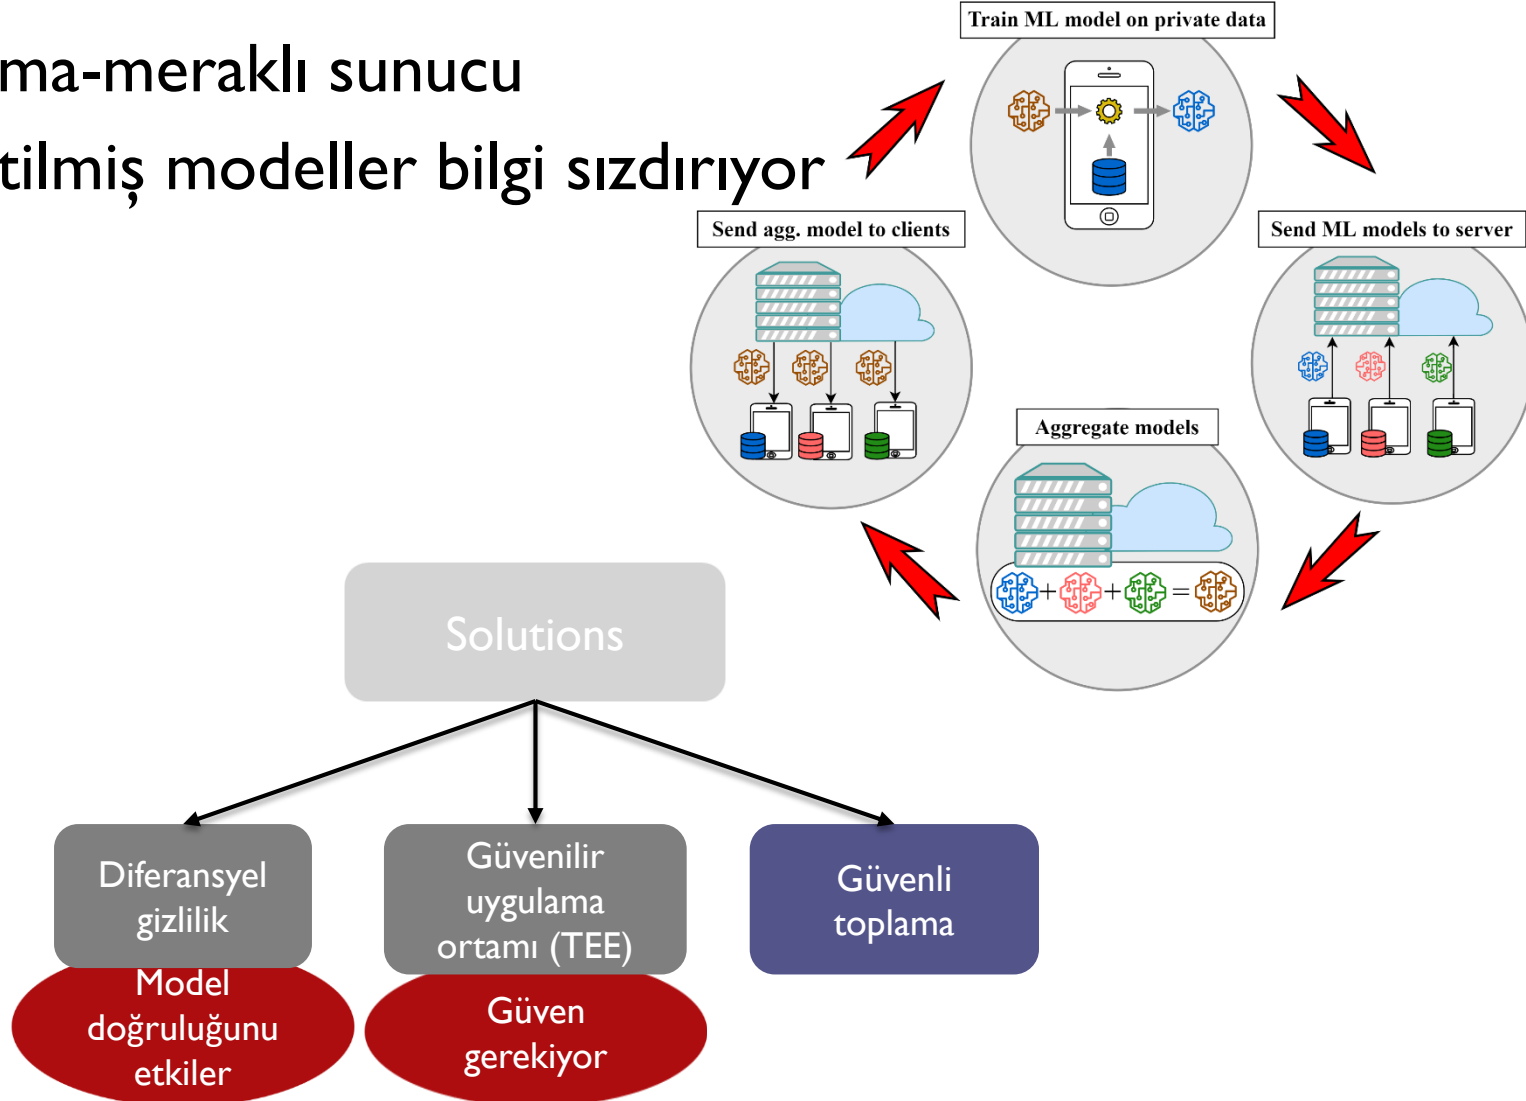 ma-meraklı sunucu
tilmiş modeller bilgi sızdırıyor
Train ML model on private data
Send agg. model to clients
Send ML models to server
Aggregate models
+ + =
Solutions
Diferansyel
gizlilik
Model
doğruluğunu
etkiler
Güvenilir
uygulama
ortamı (TEE)
Güven
gerekiyor
Güvenli
toplama